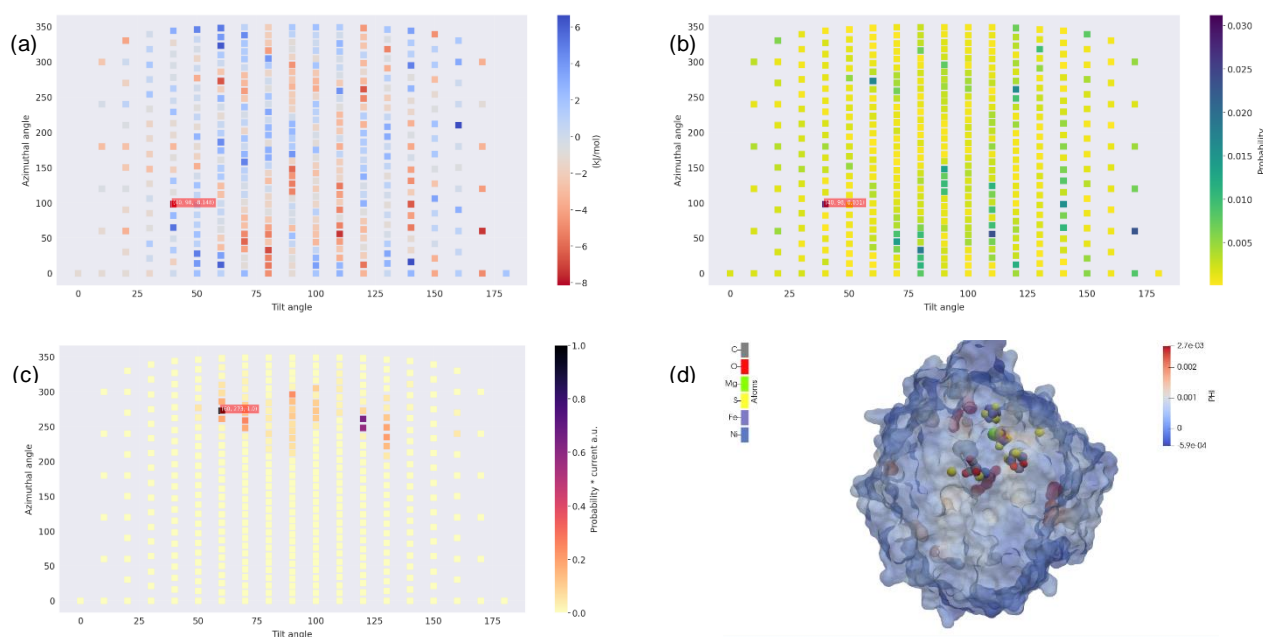 (a)
350
300
250
200
150
100
50
0
Azimuthal angle
0 25 50 75 100 125 150 175
Tilt angle
6
4
2
0
−2
−4
−6
−8
(kJ/mol)
(b)
350
300
250
200
150
100
50
0
Azimuthal angle
0 25 50 75 100 125 150 175
Tilt angle
0.030
0.025
0.020
0.015
0.010
0.005
Probability
(c)
350
300
250
200
150
100
50
0
Azimuthal angle
0 25 50 75 100 125 150 175
Tilt angle
1.0
0.8
0.6
0.4
0.2
0.0
Probability * current a.u.
(d)
C
O
Mg
S
Fe
Ni
Atoms
2.7e-03
0.002
0.001
0
-5.9e-04
PHI